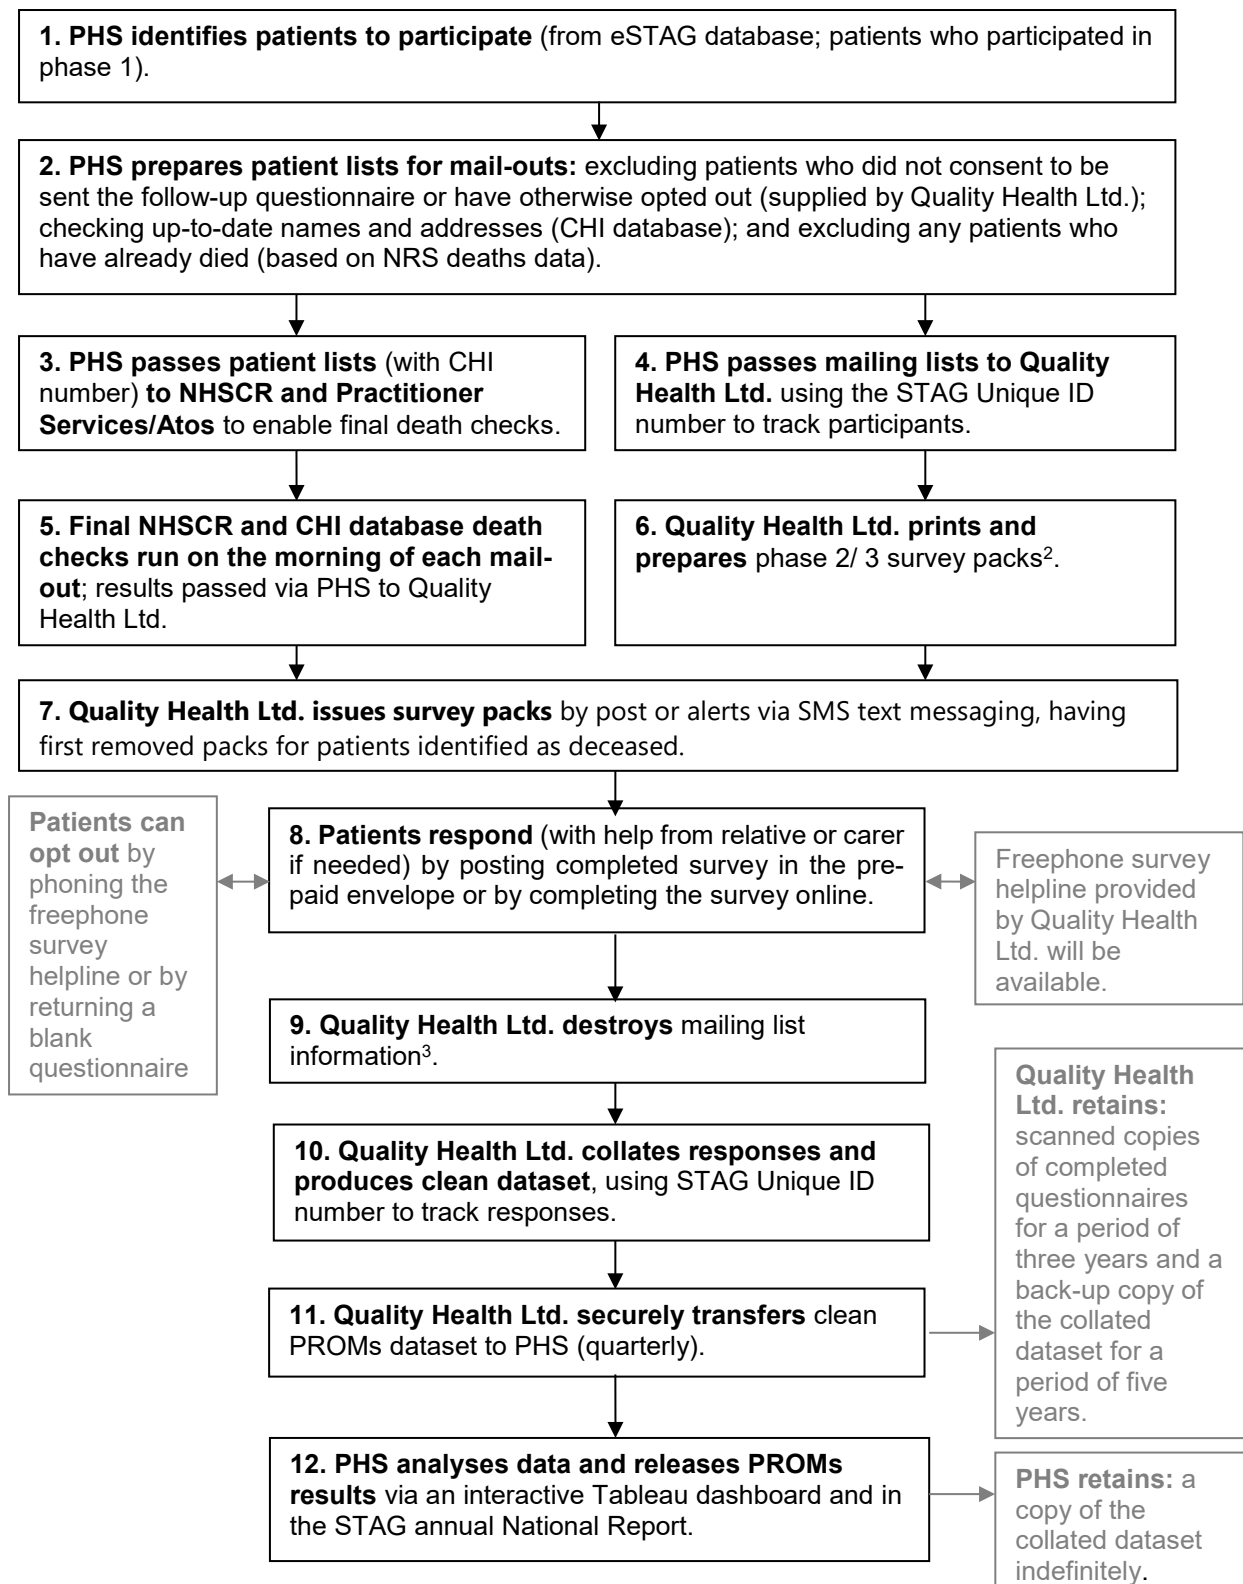 1. PHS identifies patients to participate (from eSTAG database; patients who participated in
phase 1).
2. PHS prepares patient lists for mail-outs: excluding patients who did not consent to be
sent the follow-up questionnaire or have otherwise opted out (supplied by Quality Health Ltd.);
checking up-to-date names and addresses (CHI database); and excluding any patients who
have already died (based on NRS deaths data).
3. PHS passes patient lists (with CHI
number) to NHSCR and Practitioner
Services/Atos to enable final death checks.
4. PHS passes mailing lists to Quality
Health Ltd. using the STAG Unique ID
number to track participants.
5. Final NHSCR and CHI database death
checks run on the morning of each mail-
out; results passed via PHS to Quality
Health Ltd.
6. Quality Health Ltd. prints and
prepares phase 2/ 3 survey packs².
7. Quality Health Ltd. issues survey packs by post or alerts via SMS text messaging, having
first removed packs for patients identified as deceased.
Patients can
opt out by
phoning the
freephone
survey
helpline or by
returning a
blank
questionnaire
8. Patients respond (with help from relative or carer
if needed) by posting completed survey in the pre-
paid envelope or by completing the survey online.
Freephone survey
helpline provided
by Quality Health
Ltd. will be
available.
9. Quality Health Ltd. destroys mailing list
information³.
10. Quality Health Ltd. collates responses and
produces clean dataset, using STAG Unique ID
number to track responses.
Quality Health
Ltd. retains:
scanned copies
of completed
questionnaires
for a period of
three years and a
back-up copy of
the collated
dataset for a
period of five
years.
11. Quality Health Ltd. securely transfers clean
PROMs dataset to PHS (quarterly).
12. PHS analyses data and releases PROMs
results via an interactive Tableau dashboard and in
the STAG annual National Report.
PHS retains: a
copy of the
collated dataset
indefinitely.